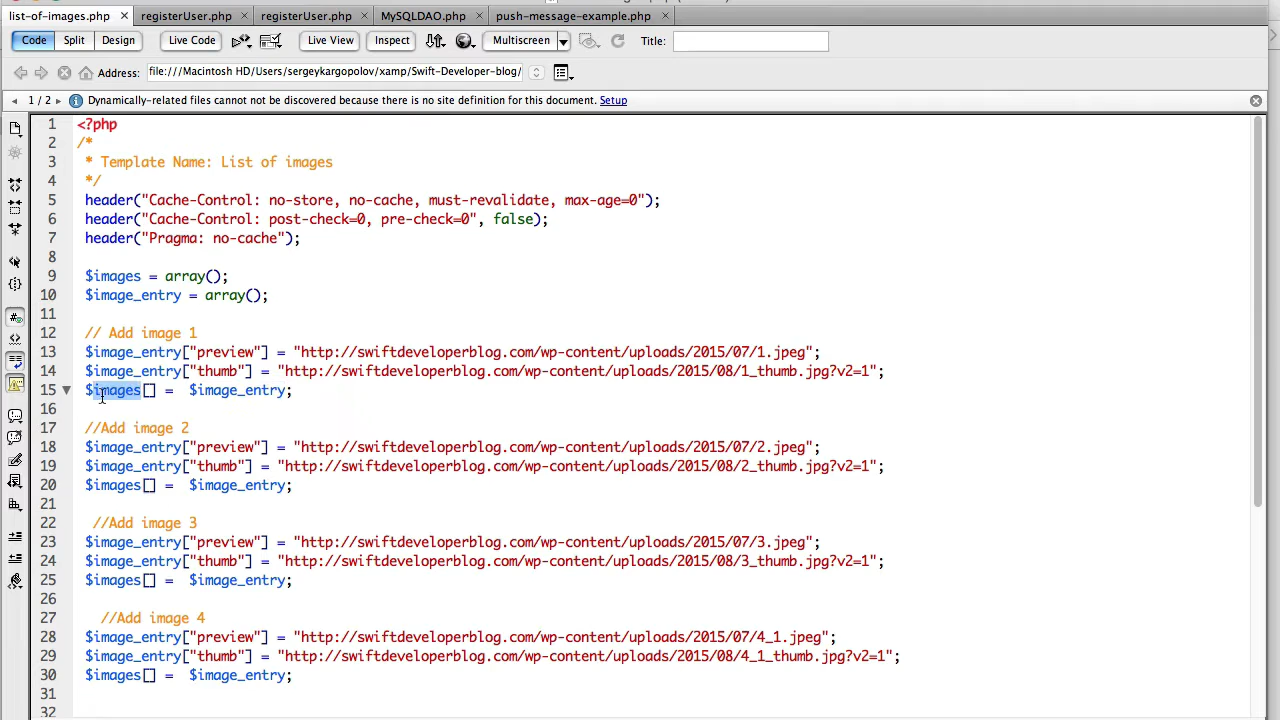 list-of-images.php × registerUser.php × registerUser.php × MySQLDAO.php × push-message-example.php ×
Code Split Design Live Code Live View Inspect Multiscreen Title:
Address: file:///Macintosh HD/Users/sergeykargopolov/xamp/Swift-Developer-blog/
1 / 2 Dynamically-related files cannot be discovered because there is no site definition for this document. Setup
1 <?php
2 /*
3 * Template Name: List of images
4 */
5 header("Cache-Control: no-store, no-cache, must-revalidate, max-age=0");
6 header("Cache-Control: post-check=0, pre-check=0", false);
7 header("Pragma: no-cache");
8
9 $images = array();
10 $image_entry = array();
11
12 // Add image 1
13 $image_entry["preview"] = "http://swiftdeveloperblog.com/wp-content/uploads/2015/07/1.jpeg";
14 $image_entry["thumb"] = "http://swiftdeveloperblog.com/wp-content/uploads/2015/08/1_thumb.jpg?v2=1";
15 $images[] = $image_entry;
16
17 //Add image 2
18 $image_entry["preview"] = "http://swiftdeveloperblog.com/wp-content/uploads/2015/07/2.jpeg";
19 $image_entry["thumb"] = "http://swiftdeveloperblog.com/wp-content/uploads/2015/08/2_thumb.jpg?v2=1";
20 $images[] = $image_entry;
21
22 //Add image 3
23 $image_entry["preview"] = "http://swiftdeveloperblog.com/wp-content/uploads/2015/07/3.jpeg";
24 $image_entry["thumb"] = "http://swiftdeveloperblog.com/wp-content/uploads/2015/08/3_thumb.jpg?v2=1";
25 $images[] = $image_entry;
26
27 //Add image 4
28 $image_entry["preview"] = "http://swiftdeveloperblog.com/wp-content/uploads/2015/07/4_1.jpeg";
29 $image_entry["thumb"] = "http://swiftdeveloperblog.com/wp-content/uploads/2015/08/4_1_thumb.jpg?v2=1";
30 $images[] = $image_entry;
31
32